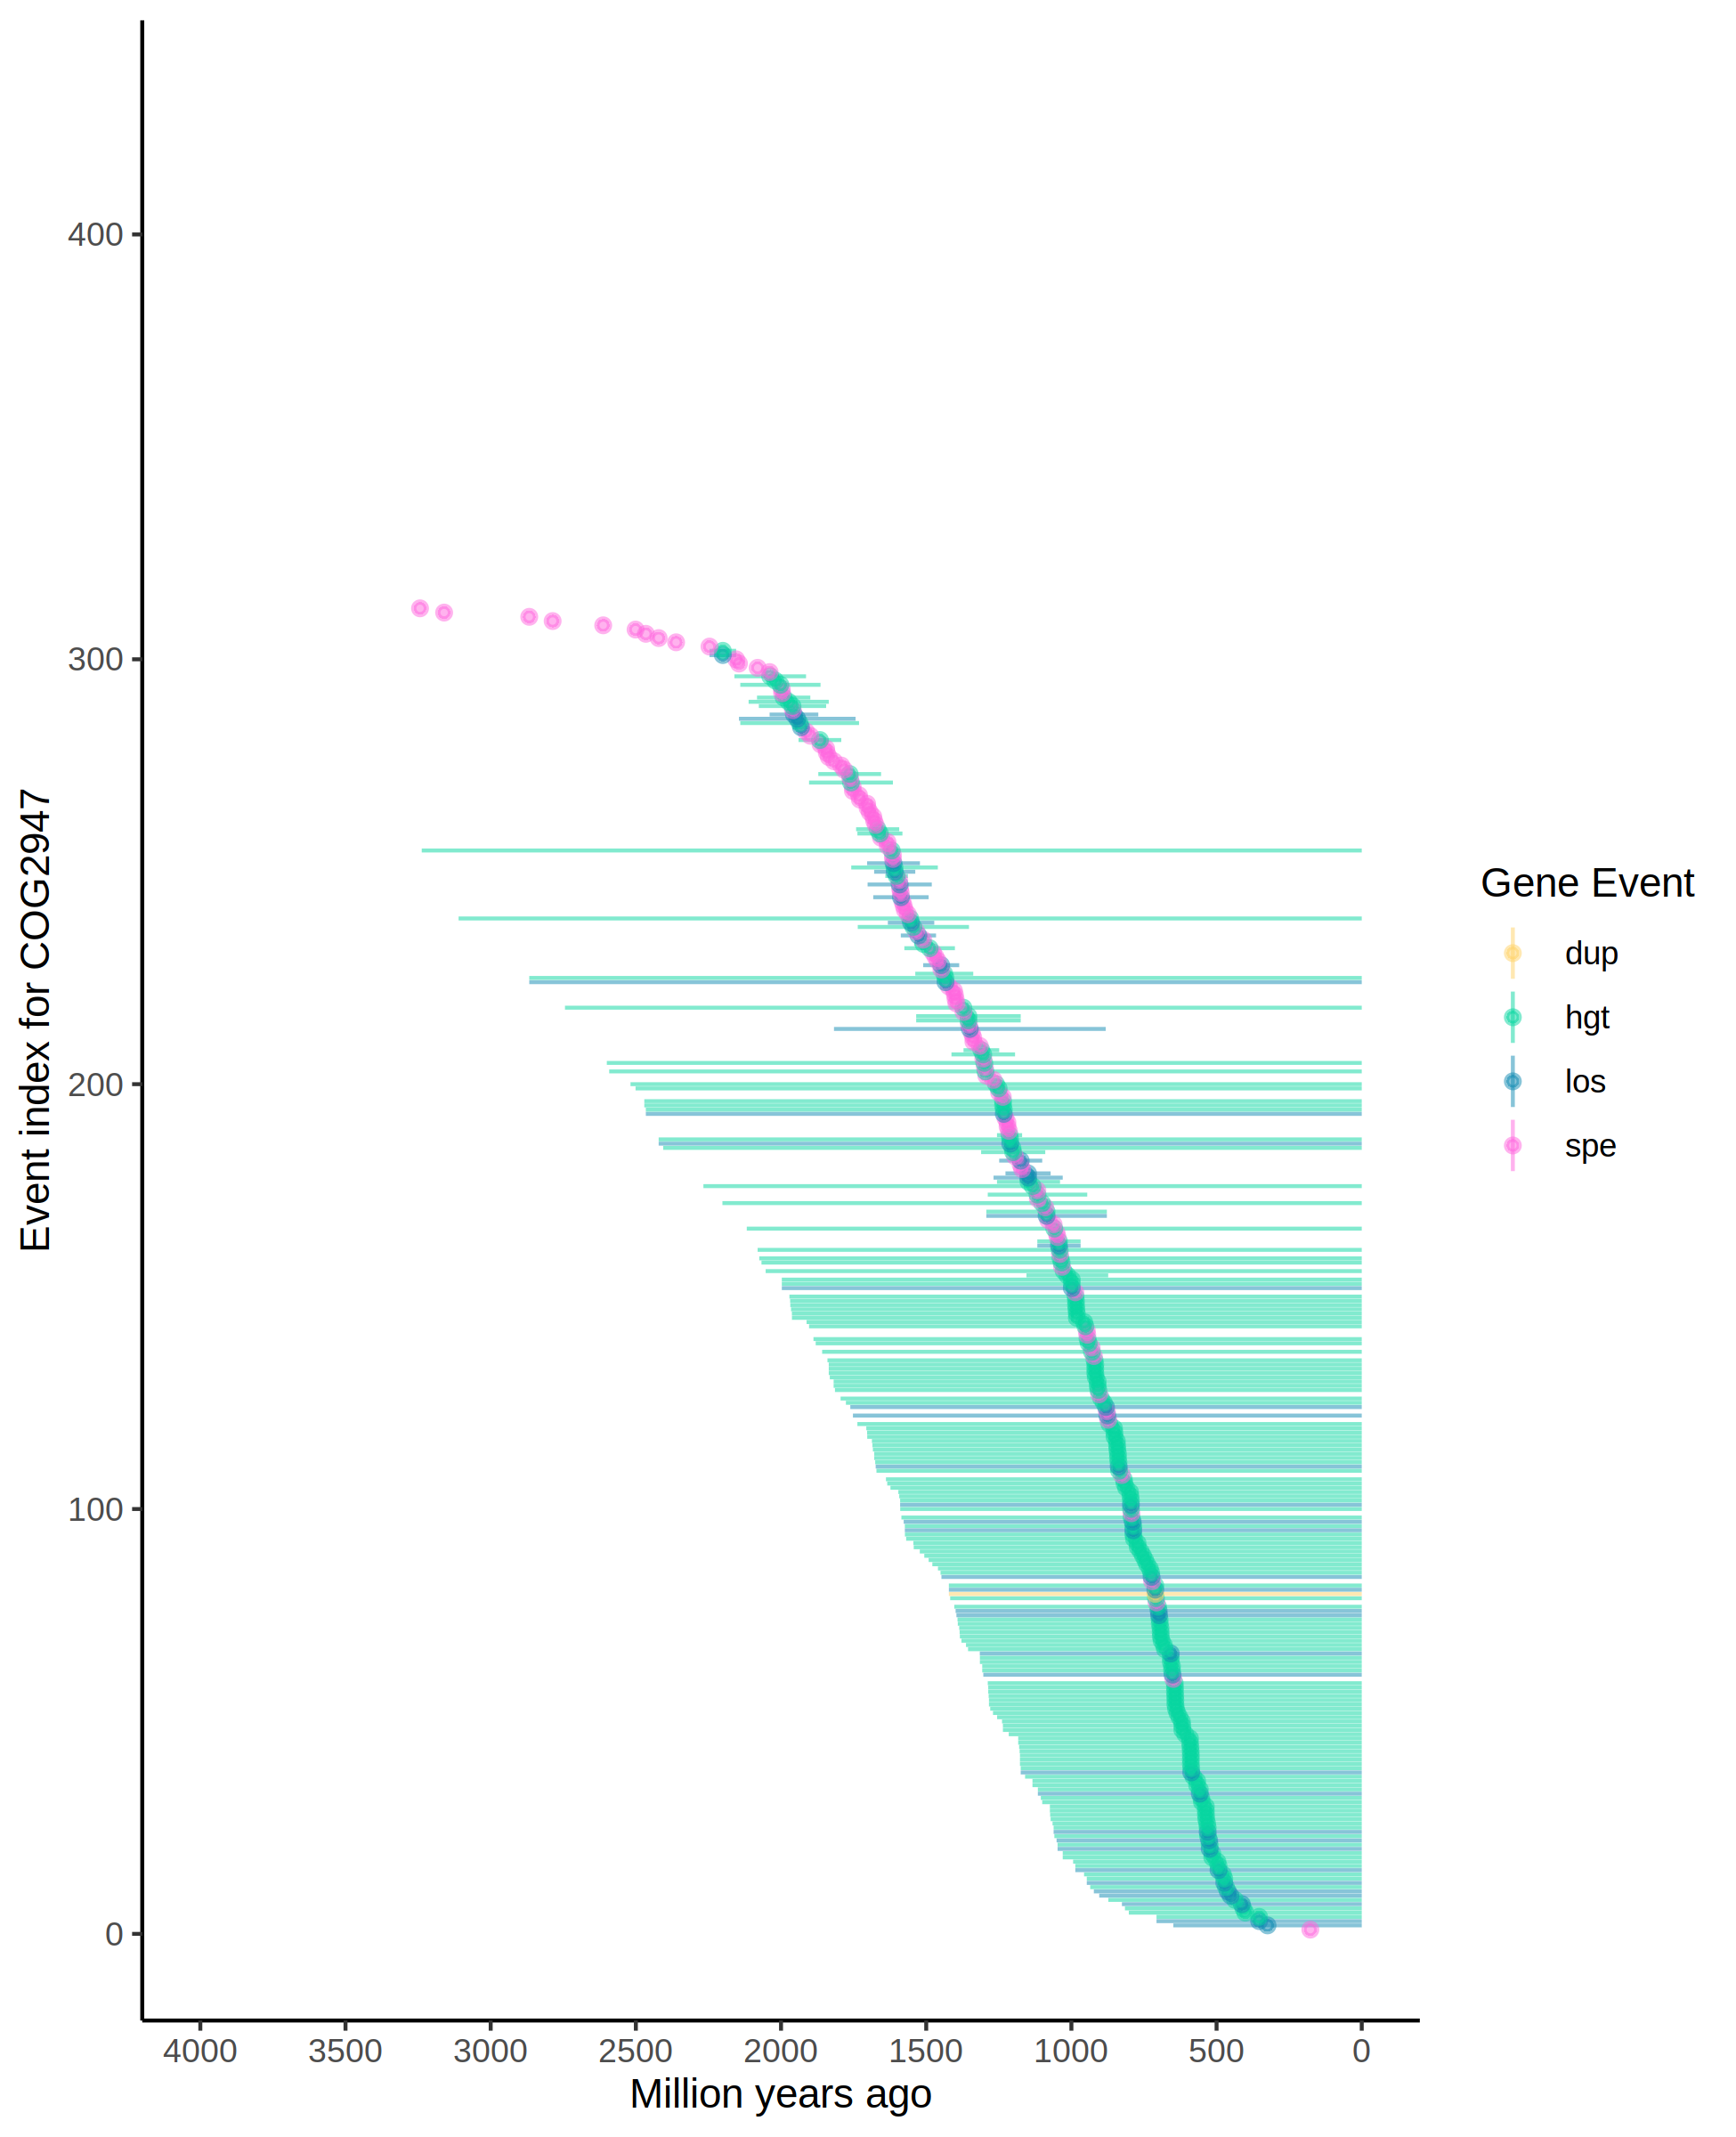 400
300
200
100
0
Event index for COG2947
4000 3500 3000 2500 2000 1500 1000 500 0
Million years ago
Gene Event
dup
hgt
los
spe